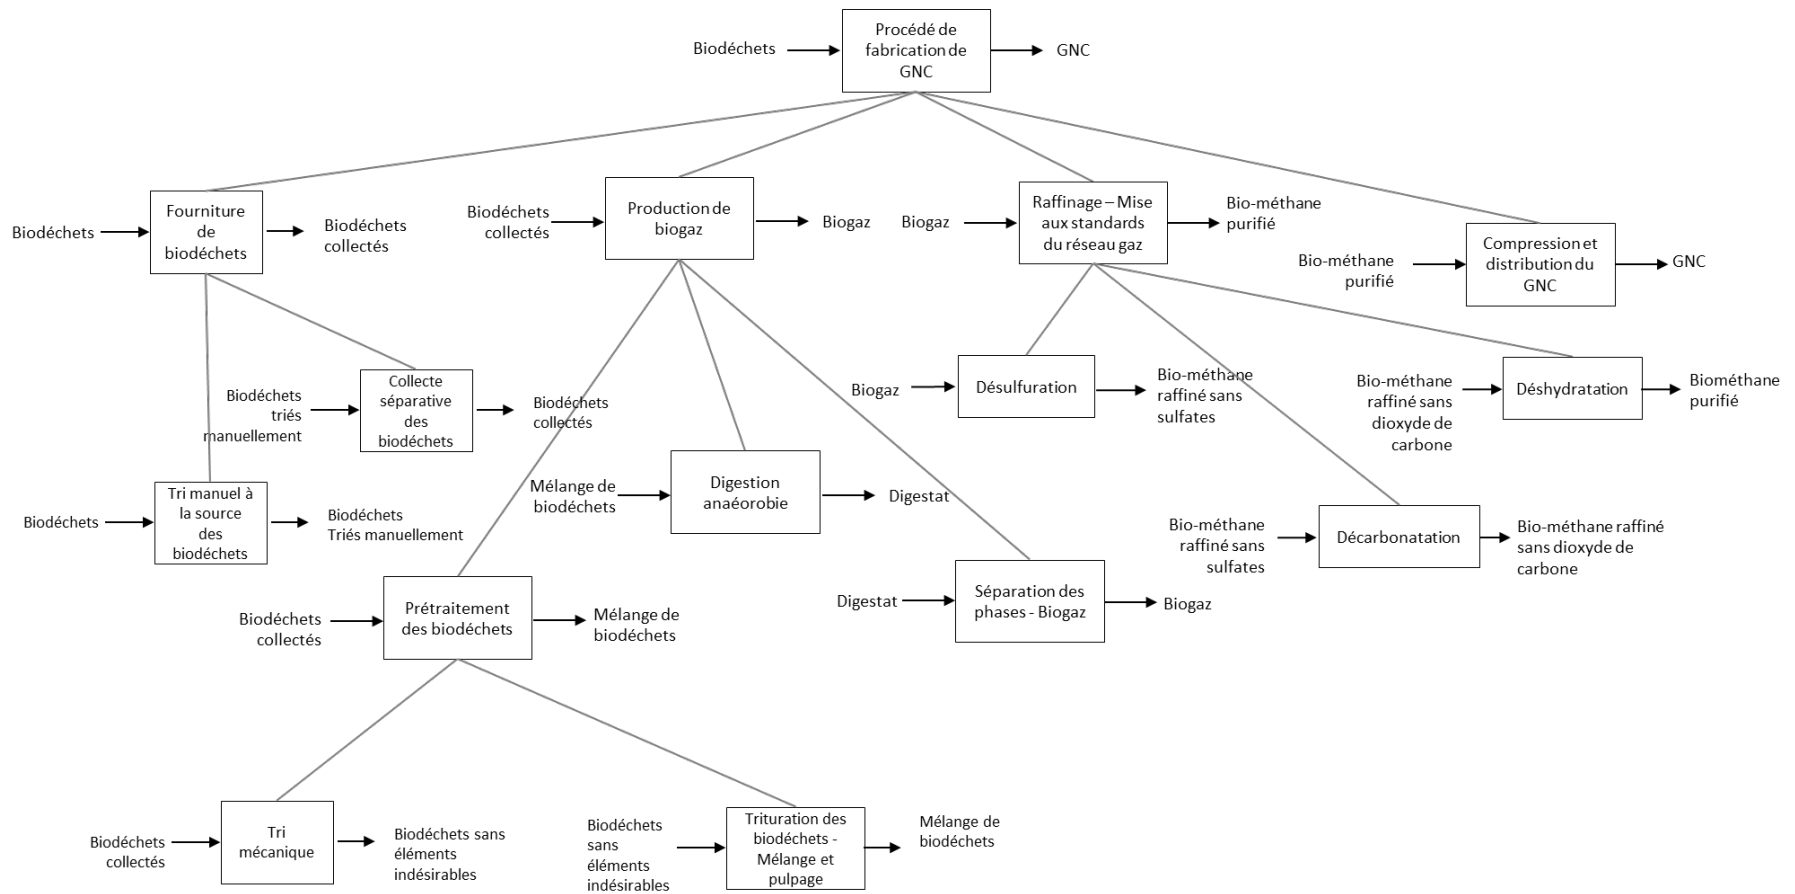 Procédé de
fabrication de
GNC
Biodéchets
GNC
Fourniture
de
biodéchets
Biodéchets
Biodéchets
collectés
Biodéchets
collectés
Production de
biogaz
Biogaz
Biogaz
Raffinage – Mise
aux standards
du réseau gaz
Bio-méthane
purifié
Bio-méthane
purifié
Compression et
distribution du
GNC
GNC
Biodéchets
triés
manuellement
Collecte
séparative
des
biodéchets
Biodéchets
collectés
Biogaz
Désulfuration
Bio-méthane
raffiné sans
sulfates
Bio-méthane
raffiné sans
dioxyde de
carbone
Déshydratation
Biométhane
purifié
Biodéchets
Tri manuel à
la source
des
biodéchets
Biodéchets
Triés manuellement
Mélange de
biodéchets
Digestion
anaéorobie
Digestat
Bio-méthane
raffiné sans
sulfates
Décarbonatation
Bio-méthane raffiné
sans dioxyde de
carbone
Biodéchets
collectés
Prétraitement
des biodéchets
Mélange de
biodéchets
Digestat
Séparation des
phases - Biogaz
Biogaz
Biodéchets
collectés
Tri
mécanique
Biodéchets sans
éléments
indésirables
Biodéchets
sans
éléments
indésirables
Trituration des
biodéchets -
Mélange et
pulpage
Mélange de
biodéchets